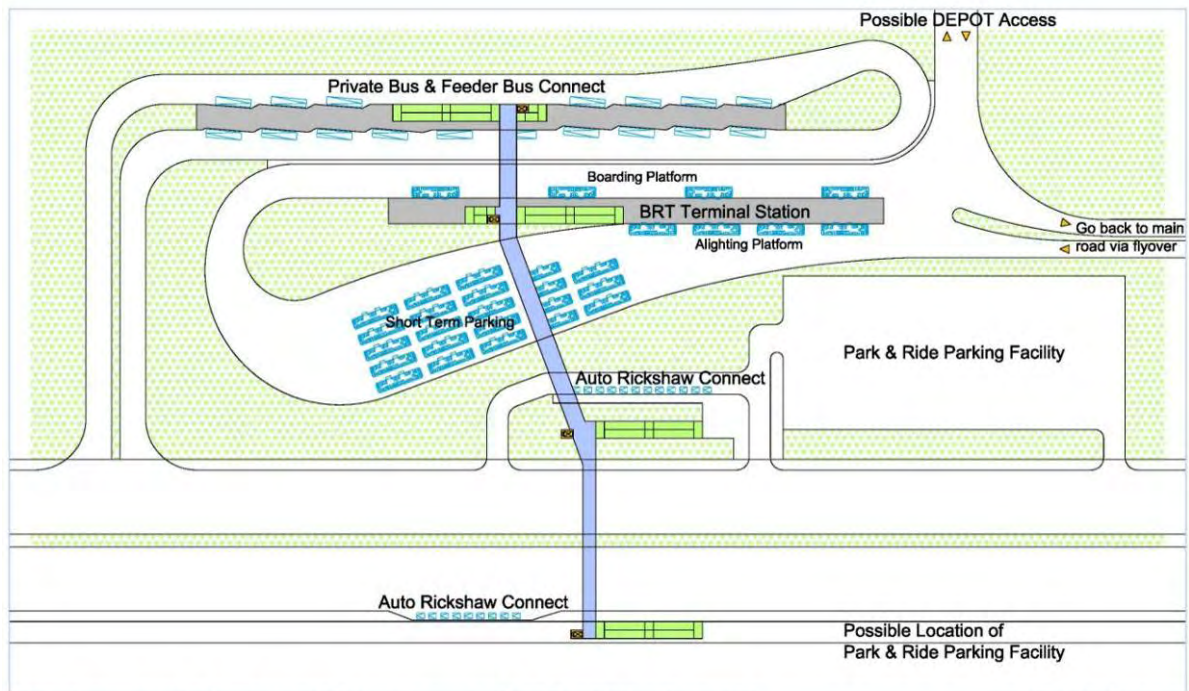 Possible DEPOT Access
Private Bus & Feeder Bus Connect
Boarding Platform
BRT Terminal Station
Go back to main
Alighting Platform
road via flyover
Short Term Parking
Park & Ride Parking Facility
Auto Rickshaw Connect
Auto Rickshaw Connect
Possible Location of
Park & Ride Parking Facility